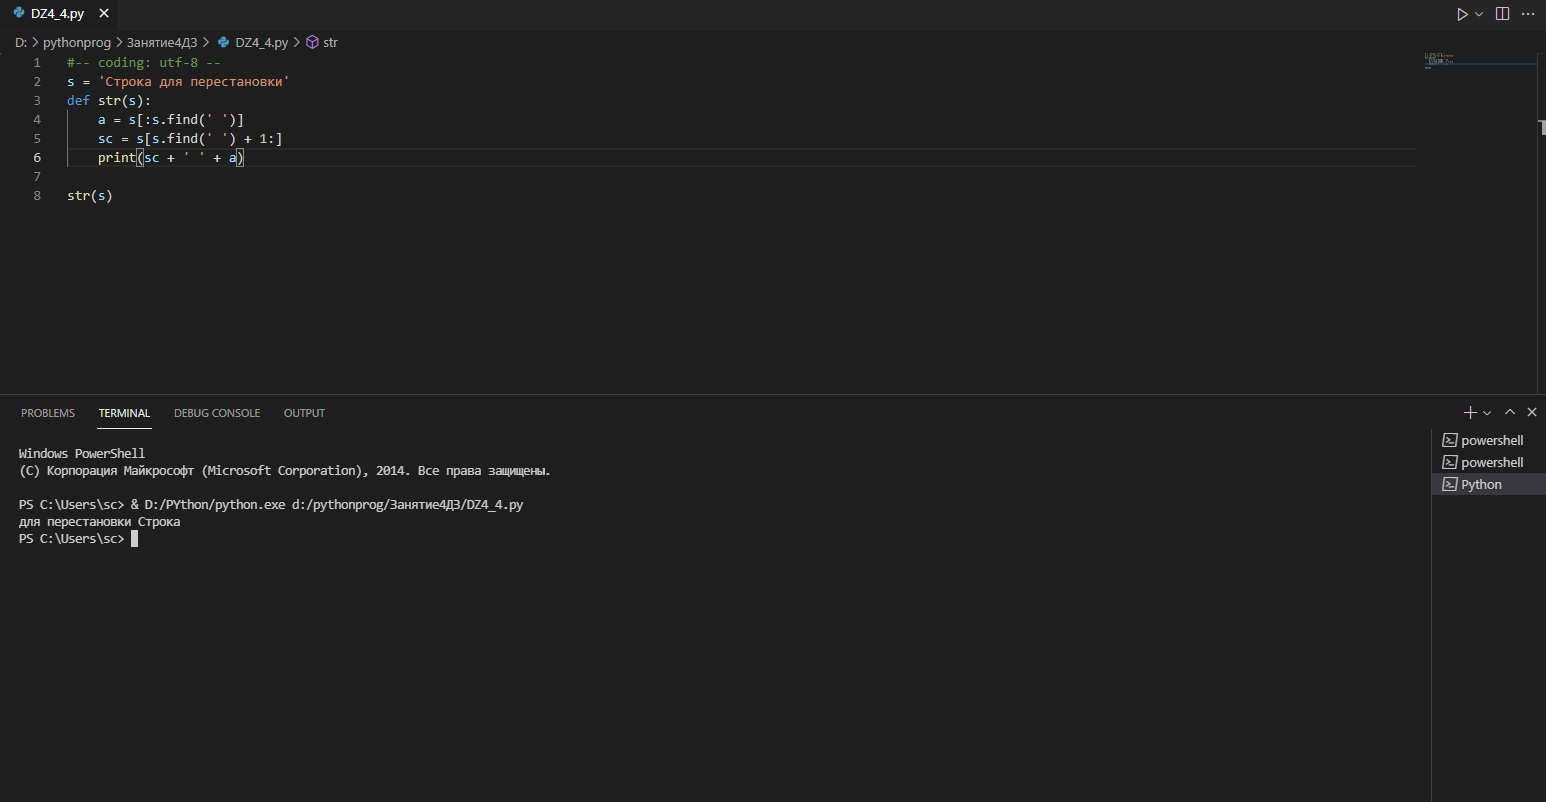 DZ4_4.py
D: > pythonprog > Занятие4ДЗ > DZ4_4.py > str
1 #-- coding: utf-8 --
2 s = 'Строка для перестановки'
3 def str(s):
4 a = s[:s.find(' ')]
5 sc = s[s.find(' ') + 1:]
6 print(sc + ' ' + a)
7
8 str(s)
PROBLEMS TERMINAL DEBUG CONSOLE OUTPUT
powershell
powershell
Python
Windows PowerShell
(C) Корпорация Майкрософт (Microsoft Corporation), 2014. Все права защищены.
PS C:\Users\sc> & D:/PYthon/python.exe d:/pythonprog/Занятие4ДЗ/DZ4_4.py
для перестановки Строка
PS C:\Users\sc>